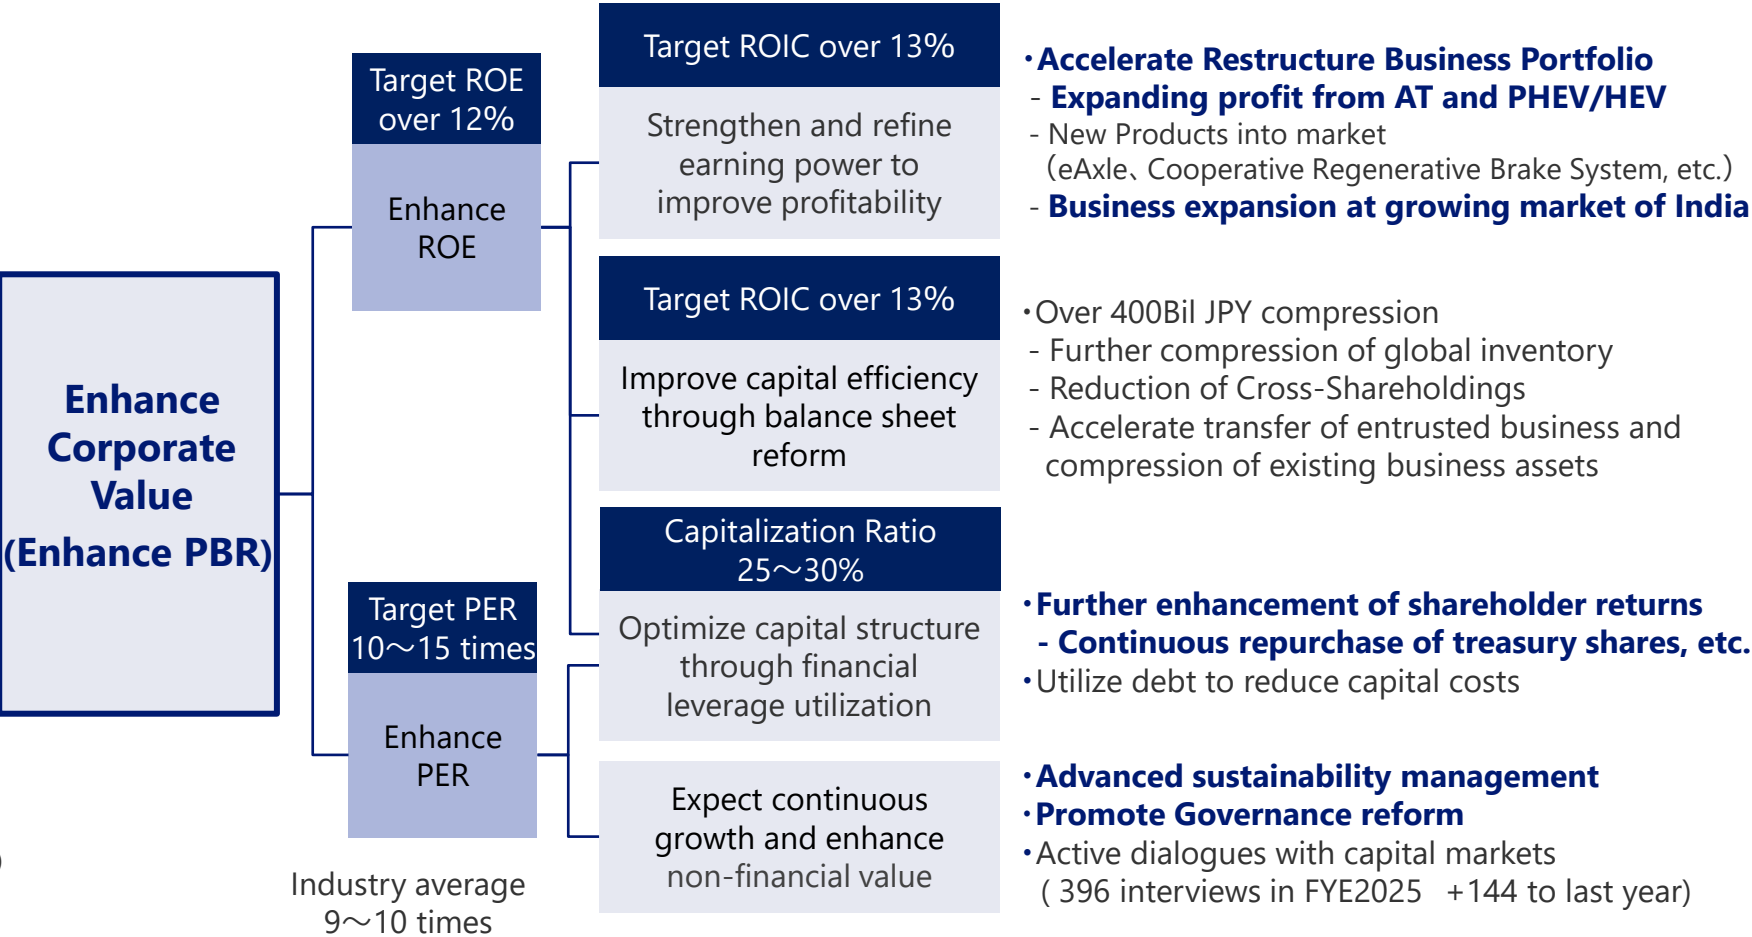 Enhance
Corporate
Value
(Enhance PBR)
Target ROE
over 12%
Enhance
ROE
Target PER
10～15 times
Enhance
PER
Industry average
9～10 times
Target ROIC over 13%
Strengthen and refine
earning power to
improve profitability
・Accelerate Restructure Business Portfolio
- Expanding profit from AT and PHEV/HEV
- New Products into market
（eAxle、Cooperative Regenerative Brake System, etc.）
- Business expansion at growing market of India
Target ROIC over 13%
Improve capital efficiency
through balance sheet
reform
・Over 400Bil JPY compression
- Further compression of global inventory
- Reduction of Cross-Shareholdings
- Accelerate transfer of entrusted business and
compression of existing business assets
Capitalization Ratio
25～30%
Optimize capital structure
through financial
leverage utilization
・Further enhancement of shareholder returns
- Continuous repurchase of treasury shares, etc.
・Utilize debt to reduce capital costs
Expect continuous
growth and enhance
non-financial value
・Advanced sustainability management
・Promote Governance reform
・Active dialogues with capital markets
( 396 interviews in FYE2025 +144 to last year)
)